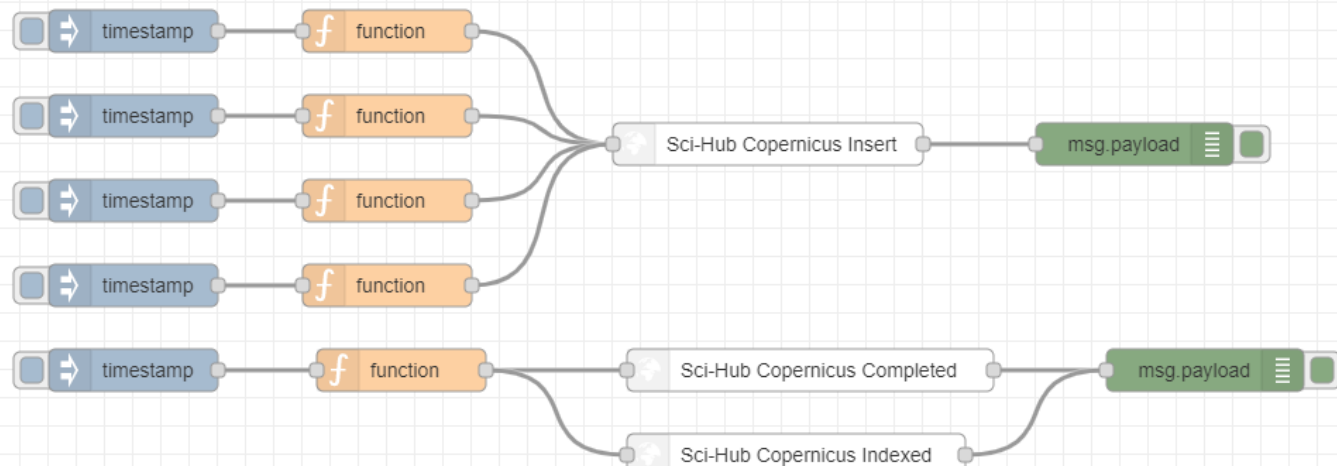 timestamp function
timestamp function
Sci-Hub Copernicus Insert msg.payload
timestamp function
timestamp function
timestamp function Sci-Hub Copernicus Completed msg.payload
Sci-Hub Copernicus Indexed